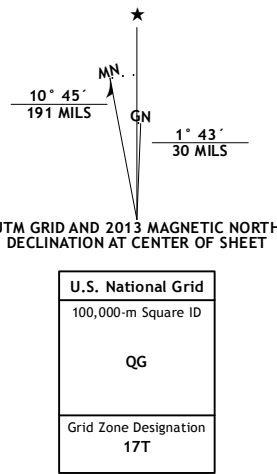 MN
10° 45´
191 MILS
GN
1° 43´
30 MILS
UTM GRID AND 2013 MAGNETIC NORTH
DECLINATION AT CENTER OF SHEET
U.S. National Grid
100,000-m Square ID
QG
Grid Zone Designation
17T